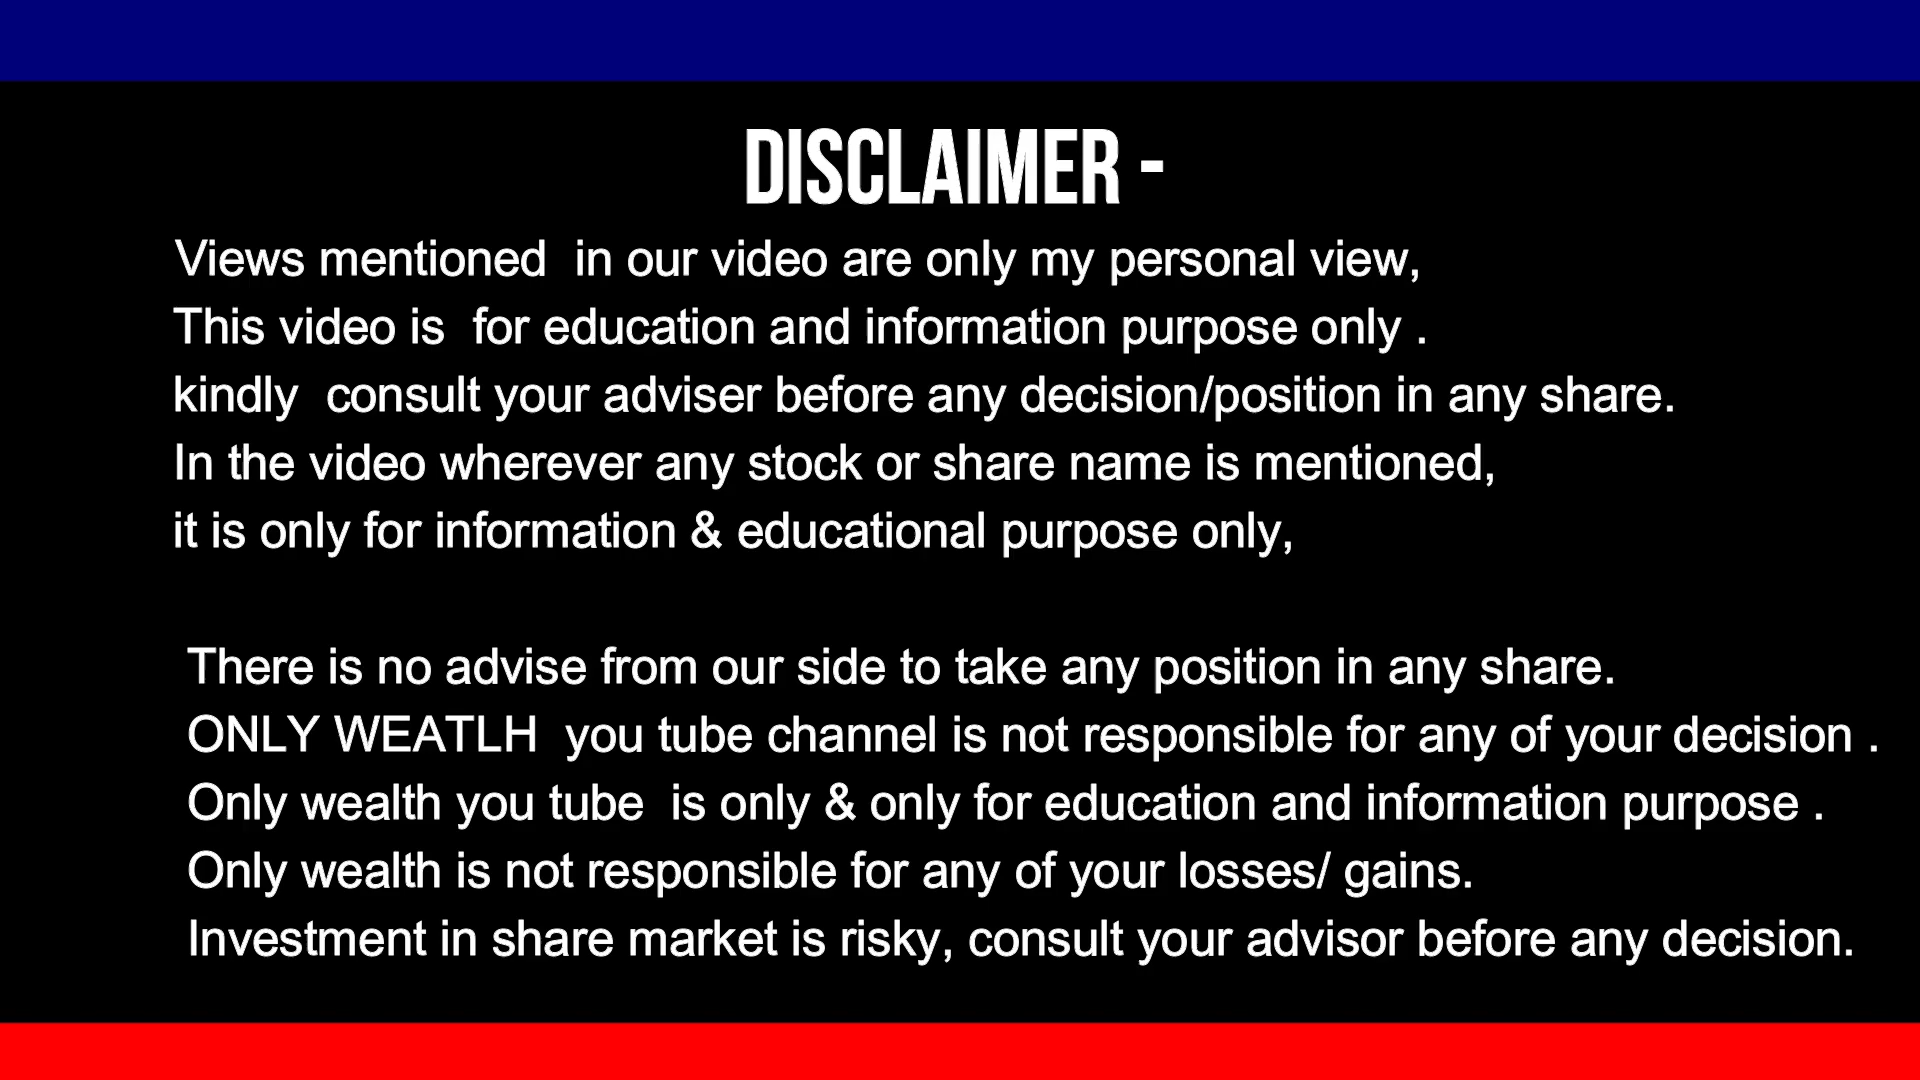 DISCLAIMER -
Views mentioned  in our video are only my personal view,
This video is  for education and information purpose only .
kindly  consult your adviser before any decision/position in any share.
In the video wherever any stock or share name is mentioned,
it is only for information & educational purpose only,
There is no advise from our side to take any position in any share.
ONLY WEATLH  you tube channel is not responsible for any of your decision .
Only wealth you tube  is only & only for education and information purpose .
Only wealth is not responsible for any of your losses/ gains.
Investment in share market is risky, consult your advisor before any decision.